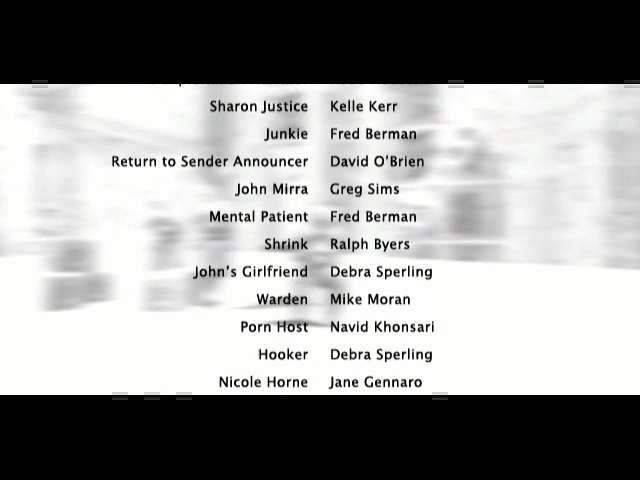 Sharon Justice Kelle Kerr
Junkie Fred Berman
Return to Sender Announcer David O'Brien
John Mirra Greg Sims
Mental Patient Fred Berman
Shrink Ralph Byers
John's Girlfriend Debra Sperling
Warden Mike Moran
Porn Host Navid Khonsari
Hooker Debra Sperling
Nicole Horne Jane Gennaro